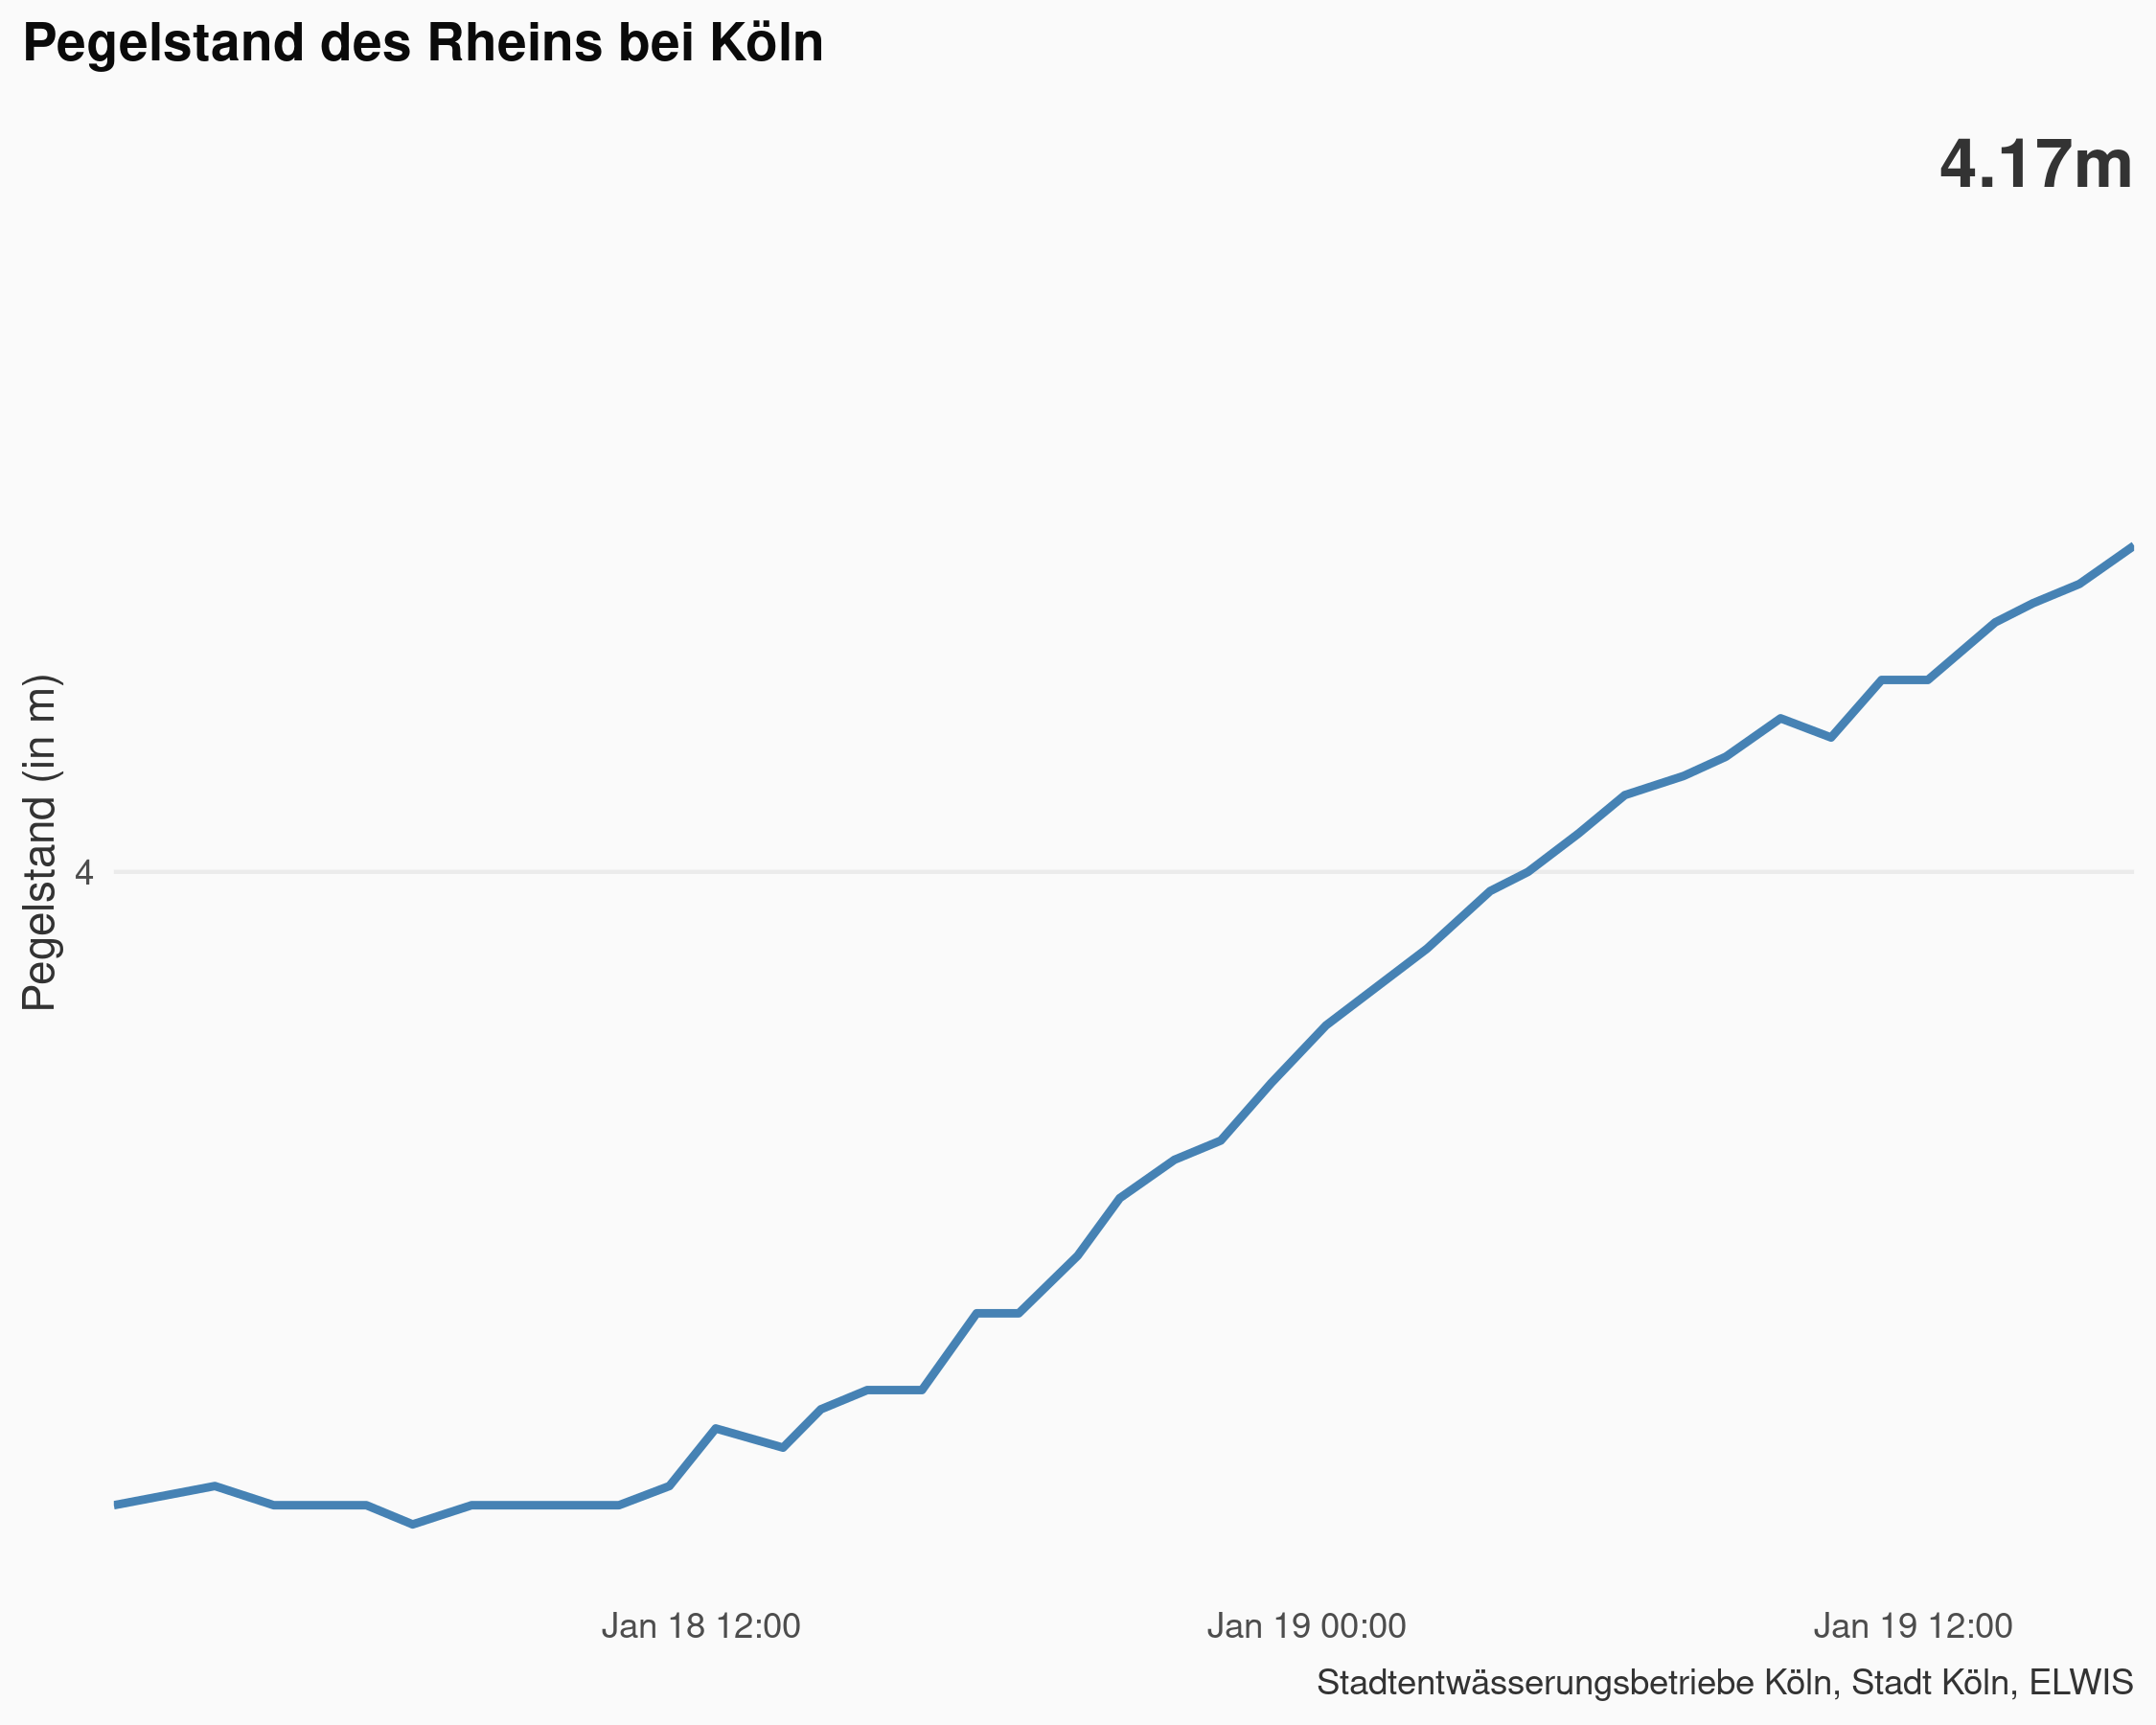 Pegelstand des Rheins bei Köln
4.17m
Pegelstand (in m)
4
Jan 18 12:00
Jan 19 00:00
Jan 19 12:00
Stadtentwässerungsbetriebe Köln, Stadt Köln, ELWIS